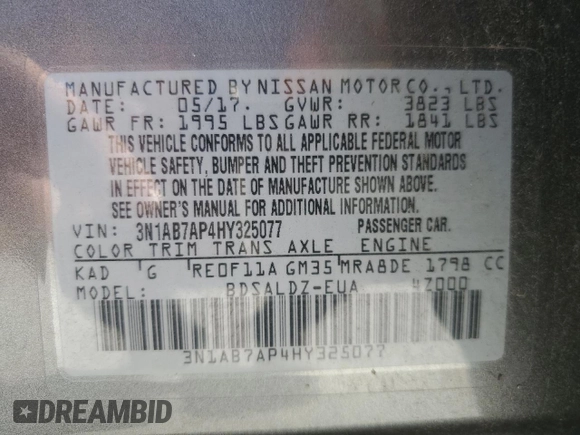 MANUFACTURED BY NISSAN MOTOR CO., LTD.
DATE: 05/17. GVWR: 3823 LBS
GAWR FR: 1995 LBS GAWR RR: 1841 LBS
THIS VEHICLE CONFORMS TO ALL APPLICABLE FEDERAL MOTOR
VEHICLE SAFETY, BUMPER AND THEFT PREVENTION STANDARDS
IN EFFECT ON THE DATE OF MANUFACTURE SHOWN ABOVE.
SEE OWNER'S MANUAL FOR ADDITIONAL INFORMATION.
VIN: 3N1AB7AP4HY325077 PASSENGER CAR.
COLOR TRIM TRANS AXLE ENGINE
KAD G RE0F11A GM35 MRA8DE 1798 CC
MODEL: BDSALDZ-EUA 4Z000
3N1AB7AP4HY325077
DREAMBID